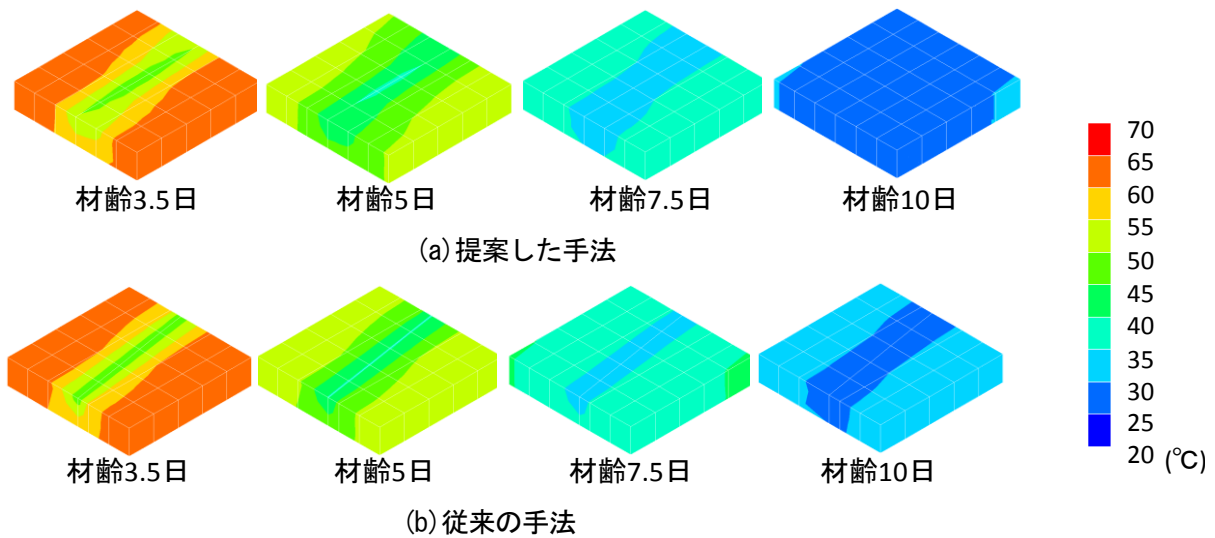 材齢3.5日
材齢5日
材齢7.5日
材齢10日
(a)提案した手法
材齢3.5日
材齢5日
材齢7.5日
材齢10日
(b)従来の手法
70
65
60
55
50
45
40
35
30
25
20
(℃)